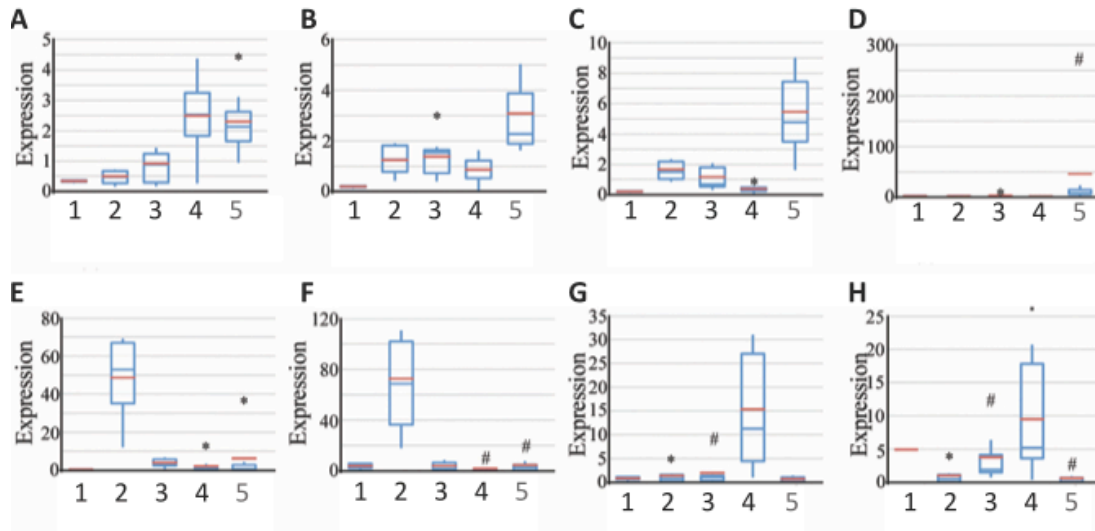 A B C D
Expression 5 4 3 2 1 0 * 1 2 3 4 5
Expression 6 4 2 0 * 1 2 3 4 5
Expression 10 8 6 4 2 0 * 1 2 3 4 5
Expression 300 200 100 0 * # 1 2 3 4 5
E F G H
Expression 80 60 40 20 0 * * 1 2 3 4 5
Expression 120 80 40 0 # # 1 2 3 4 5
Expression 35 30 25 20 15 10 5 0 * # 1 2 3 4 5
Expression 25 20 15 10 5 0 * # # 1 2 3 4 5